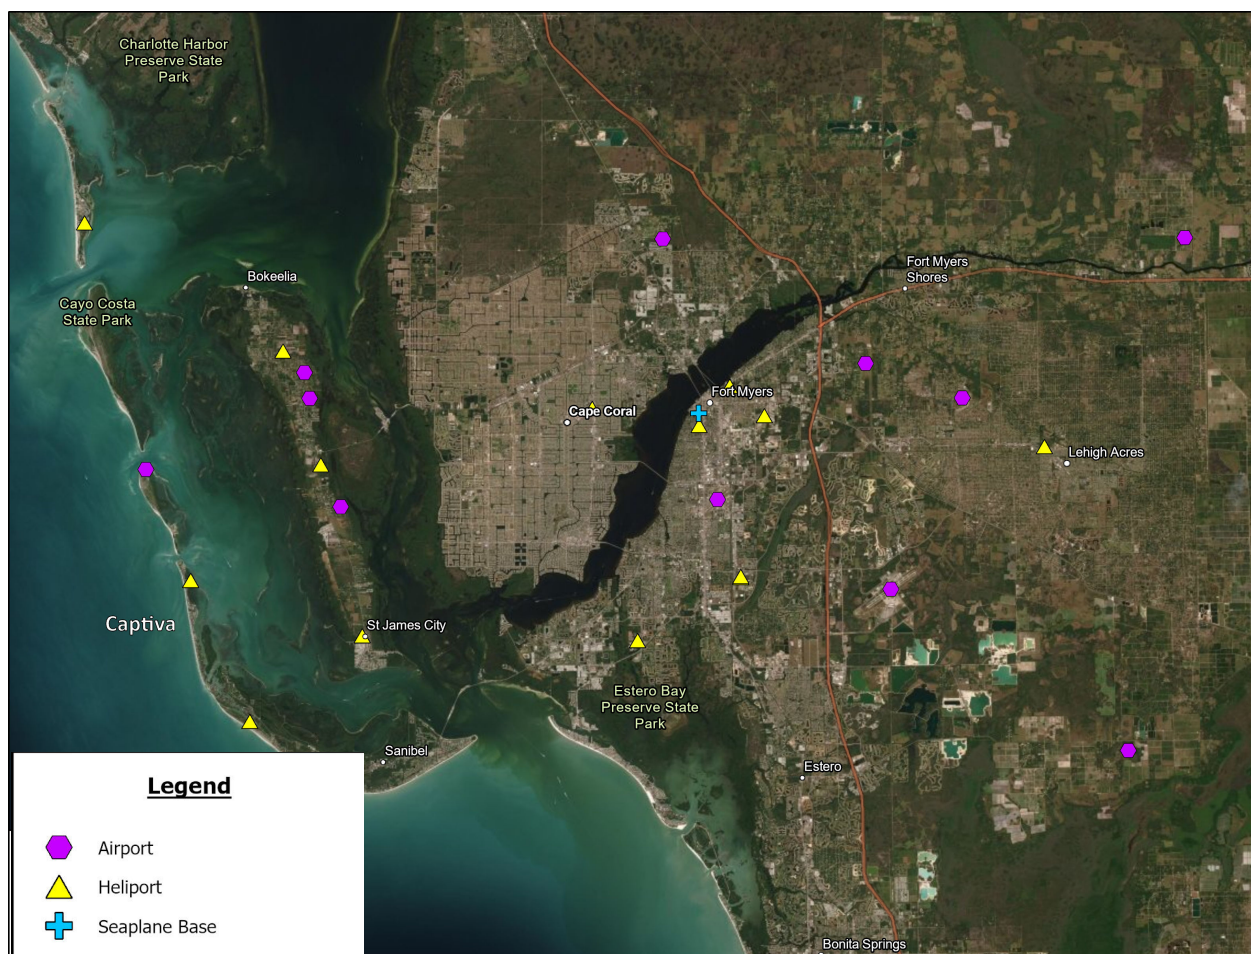 Charlotte Harbor
Preserve State
Park
Bokeelia
Fort Myers
Shores
Cayo Costa
State Park
Fort Myers
Cape Coral
Lehigh Acres
Captiva
St James City
Estero Bay
Preserve State
Park
Sanibel
Estero
Bonita Springs
Legend
Airport
Heliport
Seaplane Base